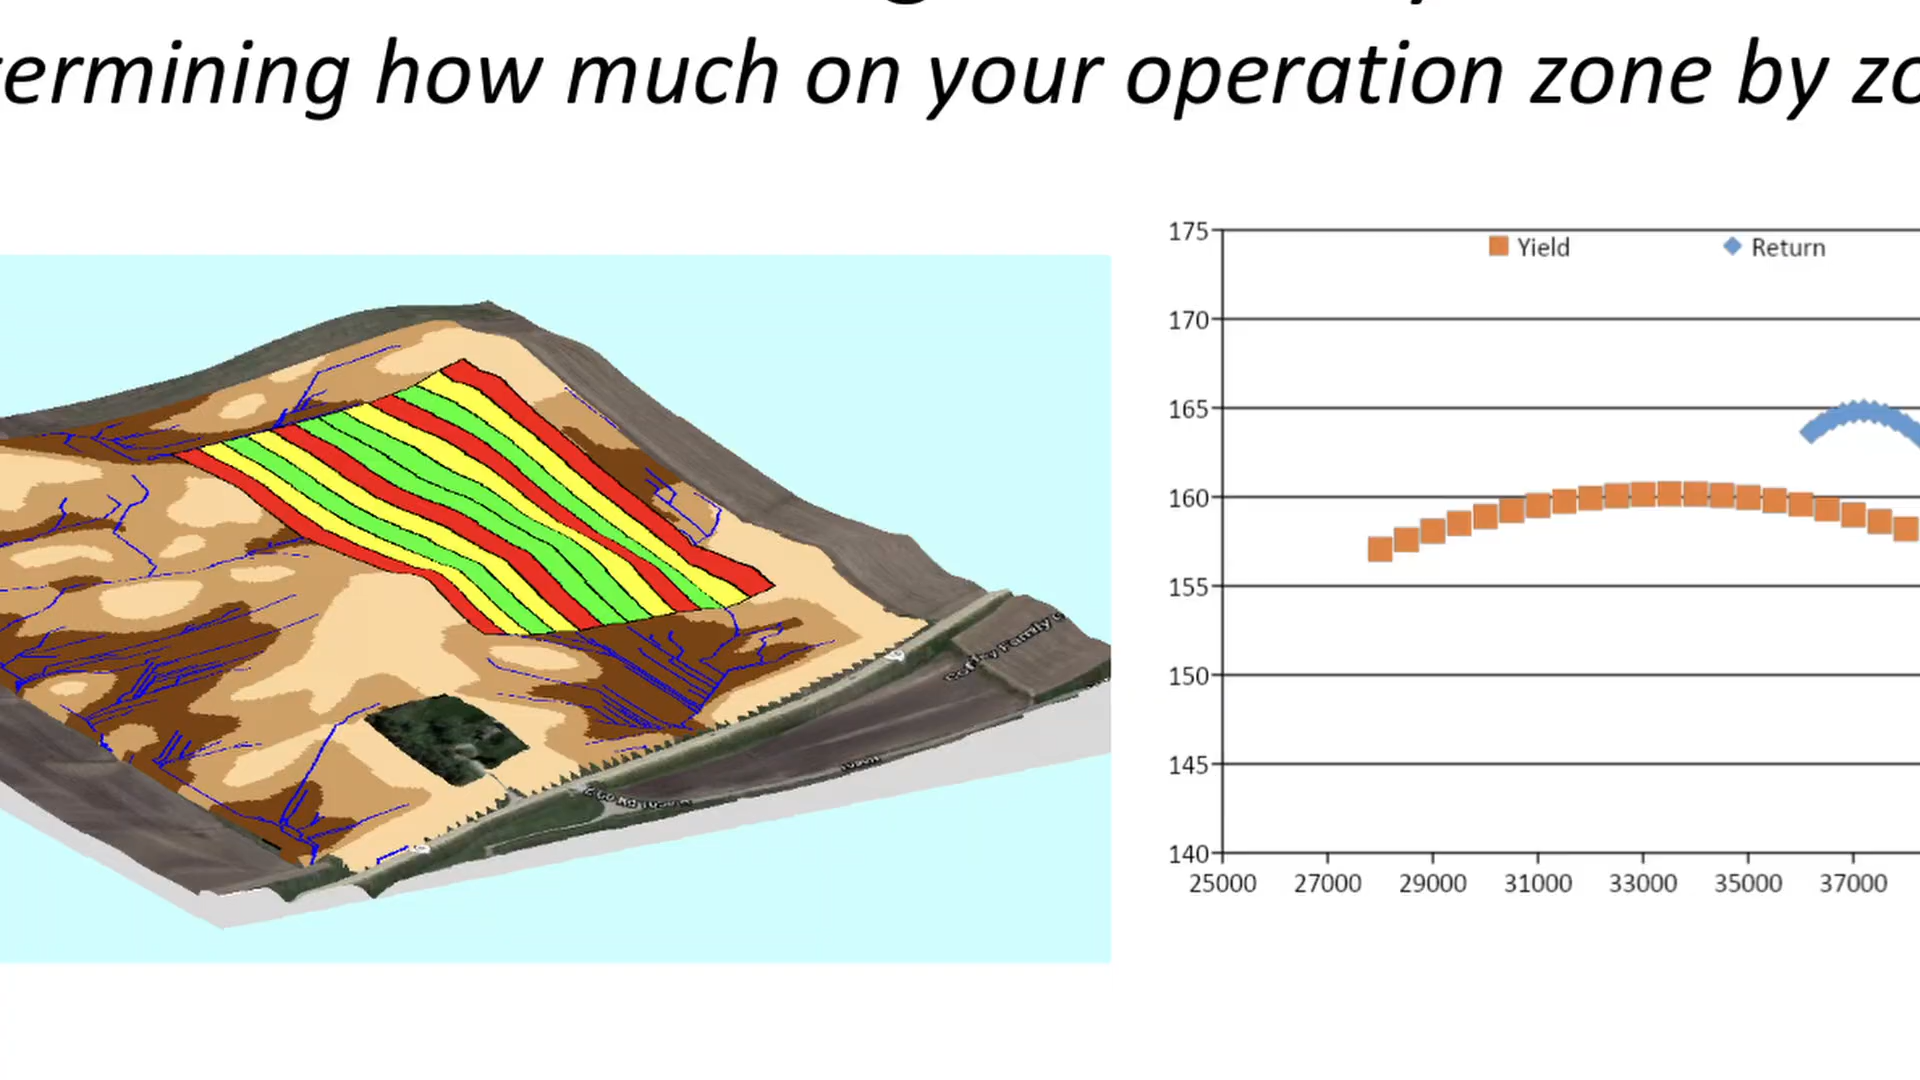 termining how much on your operation zone by zo
175
Yield
Return
170
165
160
155
150
145
140
25000 27000 29000 31000 33000 35000 37000